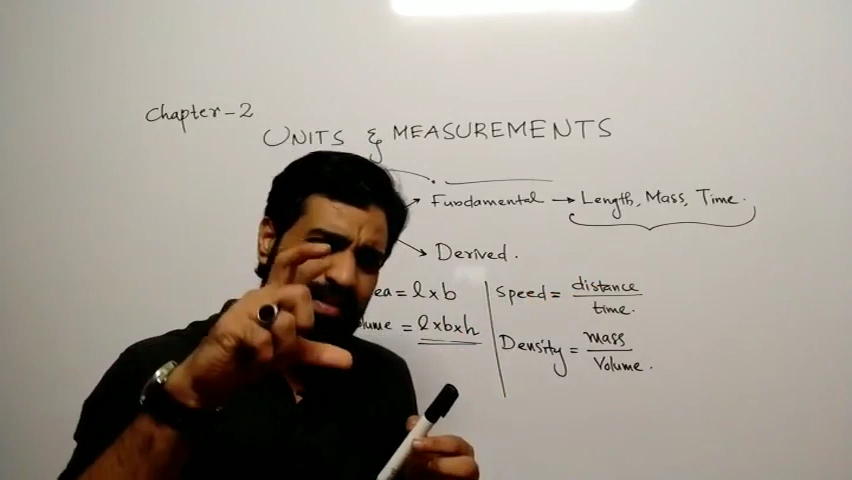 Chapter-2
UNITS & MEASUREMENTS
Fundamental → Length, Mass, Time.
Derived.
= l x b
= l x b x h
Speed = distance / time.
Density = mass / Volume.